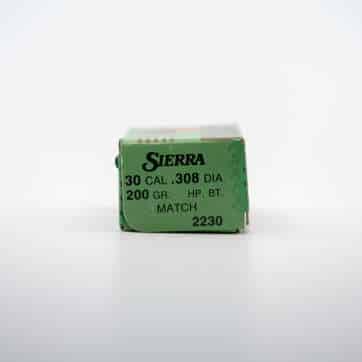 SIERRA
30 CAL .308 DIA
200 GR. HP. BT.
MATCH
2230